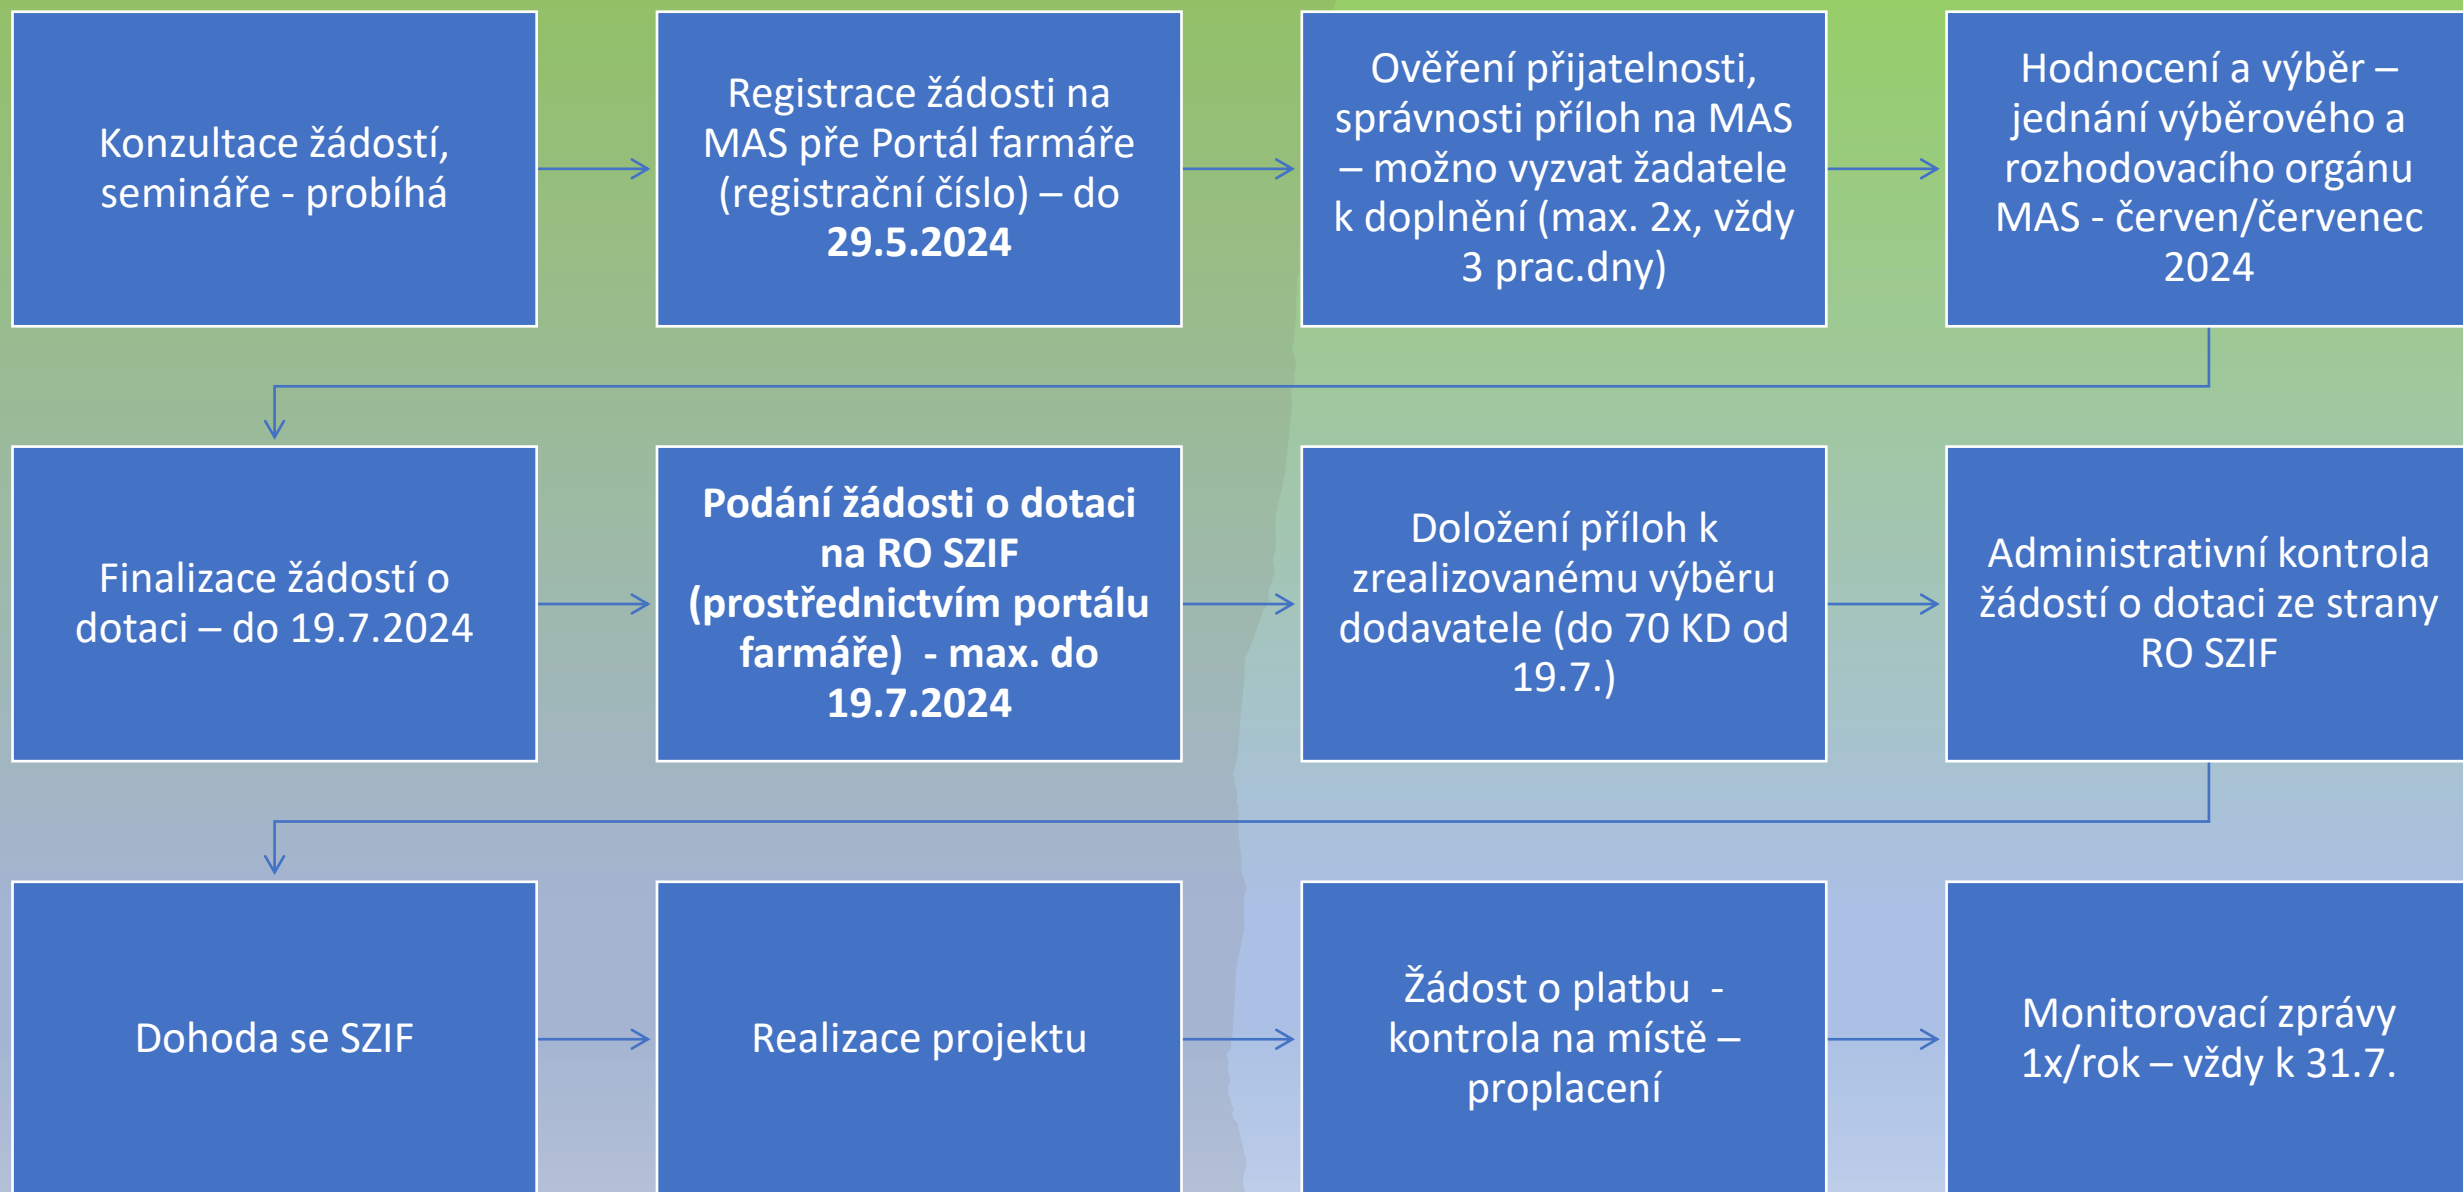 Konzultace žádostí,
semináře - probíhá
Registrace žádosti na
MAS pře Portál farmáře
(registrační číslo) – do
29.5.2024
Ověření přijatelnosti,
správnosti příloh na MAS
– možno vyzvat žadatele
k doplnění (max. 2x, vždy
3 prac.dny)
Hodnocení a výběr –
jednání výběrového a
rozhodovacího orgánu
MAS - červen/červenec
2024
Finalizace žádostí o
dotaci – do 19.7.2024
Podání žádosti o dotaci
na RO SZIF
(prostřednictvím portálu
farmáře)  - max. do
19.7.2024
Doložení příloh k
zrealizovanému výběru
dodavatele (do 70 KD od
19.7.)
Administrativní kontrola
žádostí o dotaci ze strany
RO SZIF
Dohoda se SZIF
Realizace projektu
Žádost o platbu  -
kontrola na místě –
proplacení
Monitorovací zprávy
1x/rok – vždy k 31.7.